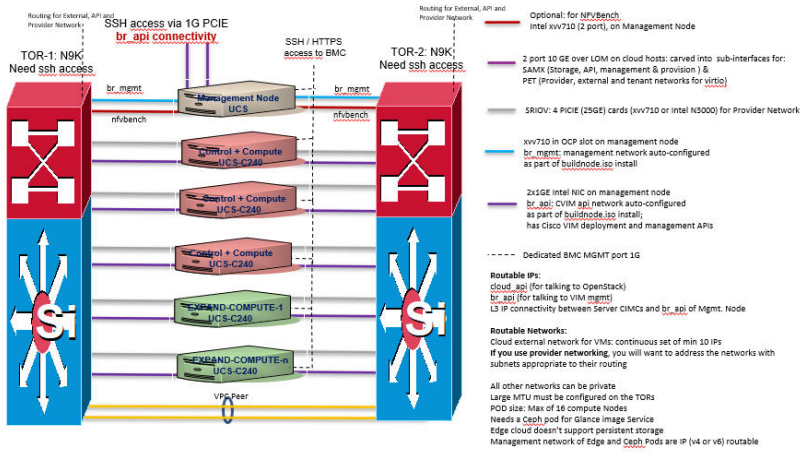 Routing for External, API and
Provider Network
SSH access via 1G PCIE
br_api connectivity
SSH / HTTPS
access to BMC
Routing for External, API and
Provider Network
TOR-1: N9K
Need ssh access
TOR-2: N9K
Need ssh access
br_mgmt
nfvbench
Management Node
UCS
br_mgmt
nfvbench
Control + Compute
UCS-C240
Control + Compute
UCS-C240
Control + Compute
UCS-C240
EXPAND-COMPUTE-1
UCS-C240
EXPAND-COMPUTE-n
UCS-C240
VPC Peer
Si
Si
Optional: for NFVBench
Intel xvv710 (2 port), on Management Node
2 port 10 GE over LOM on cloud hosts: carved into sub-interfaces for:
SAMX (Storage, API, management & provision ) &
PET (Provider, external and tenant networks for virtio)
SRIOV: 4 PICIE (25GE) cards (xvv710 or Intel N3000) for Provider Network
xvv710 in OCP slot on management node
br_mgmt: management network auto-configured
as part of buildnode.iso install
2x1GE Intel NIC on management node
br_api: CVIM api network auto-configured
as part of buildnode.iso install;
has Cisco VIM deployment and management APIs
Dedicated BMC MGMT port 1G
Routable IPs:
cloud_api (for talking to OpenStack)
br_api (for talking to VIM mgmt)
L3 IP connectivity between Server CIMCs and br_api of Mgmt. Node
Routable Networks:
Cloud external network for VMs: continuous set of min 10 IPs
If you use provider networking, you will want to address the networks with
subnets appropriate to their routing
All other networks can be private
Large MTU must be configured on the TORs
POD size: Max of 16 compute Nodes
Needs a Ceph pod for Glance image Service
Edge cloud doesn't support persistent storage
Management network of Edge and Ceph Pods are IP (v4 or v6) routable